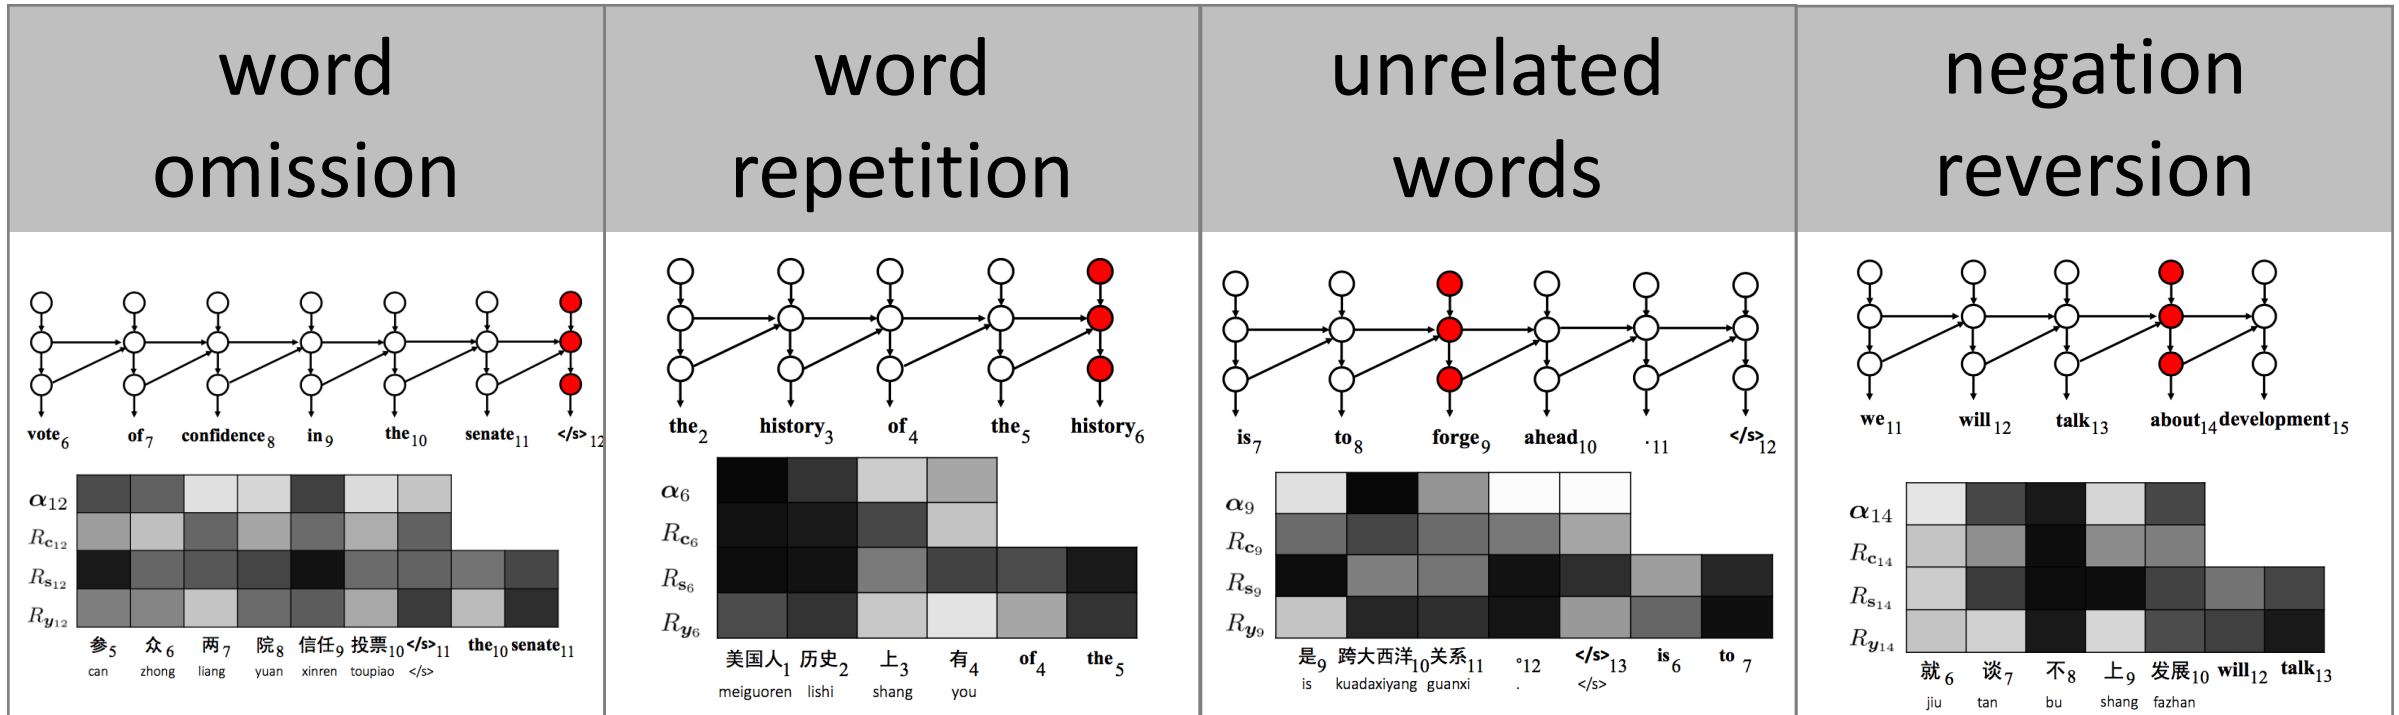 word
omission
vote6 of7 confidence8 in9 the10 senate11 </s>12
α12
Rc12
Rs12
Ry12
参5 众6 两7 院8 信任9 投票10 </s>11 the10 senate11
can zhong liang yuan xinren toupiao </s>
word
repetition
the2 history3 of4 the5 history6
α6
Rc6
Rs6
Ry6
美国人1 历史2 上3 有4 of4 the5
meiguoren lishi shang you
unrelated
words
is7 to8 forge9 ahead10 .11 </s>12
α9
Rc9
Rs9
Ry9
是9 跨大西洋10 关系11 。12 </s>13 is6 to7
is kuadaxiyang guanxi . </s>
negation
reversion
we11 will12 talk13 about14 development15
α14
Rc14
Rs14
Ry14
就6 谈7 不8 上9 发展10 will12 talk13
jiu tan bu shang fazhan